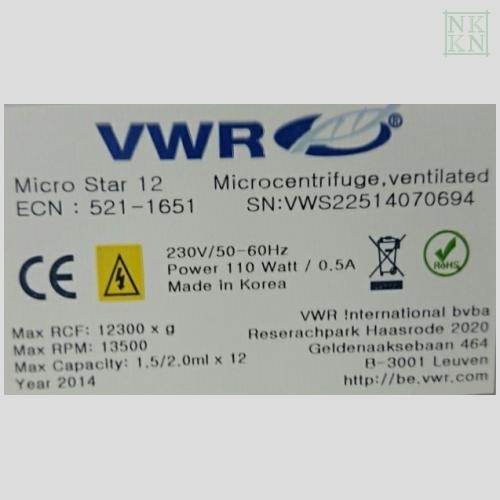 NK
KN
VWR®
Micro Star 12 Microcentrifuge,ventilated
ECN : 521-1651 SN:VWS22514070694
230V/50-60Hz
Power 110 Watt / 0.5A
Made in Korea
CE
RoHS
VWR International bvba
Max RCF: 12300 x g Reserachpark Haasrode 2020
Max RPM: 13500 Geldenaaksebaan 464
Max Capacity: 1.5/2.0ml x 12 B-3001 Leuven
Year 2014 http://be.vwr.com